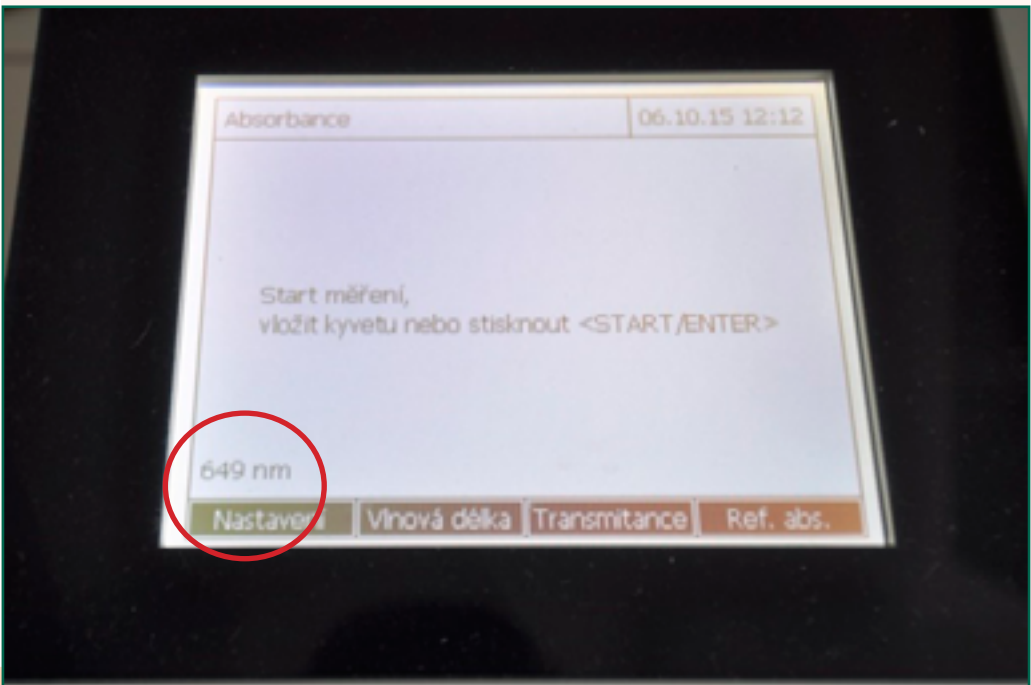 Absorbance 06.10.15 12:12
Start měření,
vložit kyvetu nebo stisknout <START/ENTER>
649 nm
Nastavení Vlnová délka Transmitance Ref. abs.